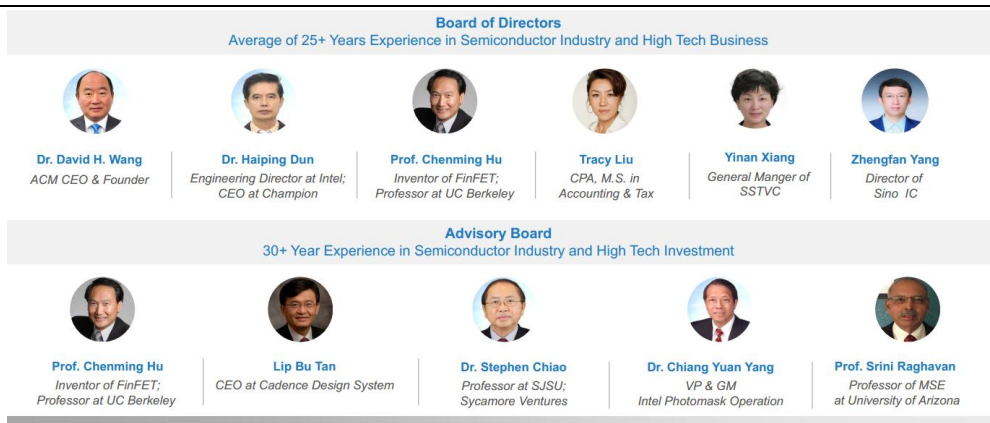 Board of Directors
Average of 25+ Years Experience in Semiconductor Industry and High Tech Business
Dr. David H. Wang
ACM CEO & Founder
Dr. Haiping Dun
Engineering Director at Intel;
CEO at Champion
Prof. Chenming Hu
Inventor of FinFET;
Professor at UC Berkeley
Tracy Liu
CPA, M.S. in
Accounting & Tax
Yinan Xiang
General Manger of
SSTVC
Zhengfan Yang
Director of
Sino IC
Advisory Board
30+ Year Experience in Semiconductor Industry and High Tech Investment
Prof. Chenming Hu
Inventor of FinFET;
Professor at UC Berkeley
Lip Bu Tan
CEO at Cadence Design System
Dr. Stephen Chiao
Professor at SJSU;
Sycamore Ventures
Dr. Chiang Yuan Yang
VP & GM
Intel Photomask Operation
Prof. Srini Raghavan
Professor of MSE
at University of Arizona